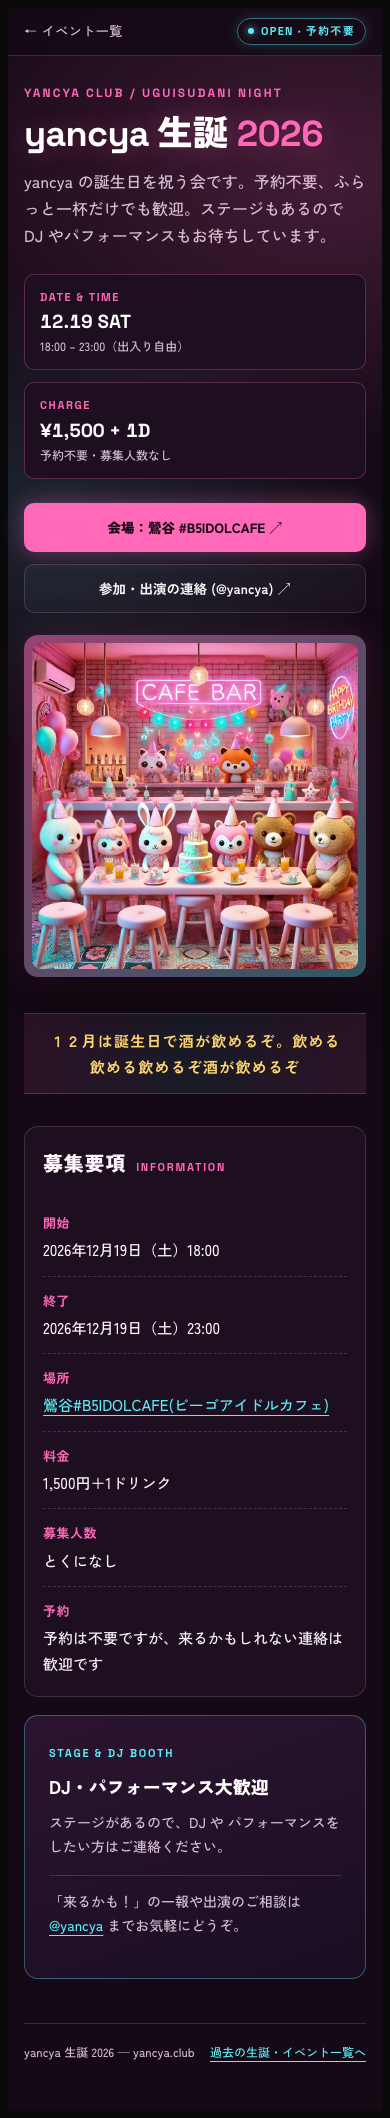 ← イベント一覧
OPEN · 予約不要
YANCYA CLUB / UGUISUDANI NIGHT
yancya 生誕 2026
yancya の誕生日を祝う会です。予約不要、ふら
っと一杯だけでも歓迎。ステージもあるので
DJ やパフォーマンスもお待ちしています。
DATE & TIME
12.19 SAT
18:00 – 23:00（出入り自由）
CHARGE
¥1,500 + 1D
予約不要・募集人数なし
会場：鶯谷 #B5IDOLCAFE ↗
参加・出演の連絡 (@yancya) ↗
CAFE BAR
HAPPY
BIRTHDAY
PARTY
１２月は誕生日で酒が飲めるぞ。飲める
飲める飲めるぞ酒が飲めるぞ
募集要項 INFORMATION
開始
2026年12月19日（土）18:00
終了
2026年12月19日（土）23:00
場所
鶯谷#B5IDOLCAFE(ビーゴアイドルカフェ)
料金
1,500円＋1ドリンク
募集人数
とくになし
予約
予約は不要ですが、来るかもしれない連絡は
歓迎です
STAGE & DJ BOOTH
DJ・パフォーマンス大歓迎
ステージがあるので、DJ や パフォーマンスを
したい方はご連絡ください。
「来るかも！」の一報や出演のご相談は
@yancya までお気軽にどうぞ。
yancya 生誕 2026 — yancya.club
過去の生誕・イベント一覧へ